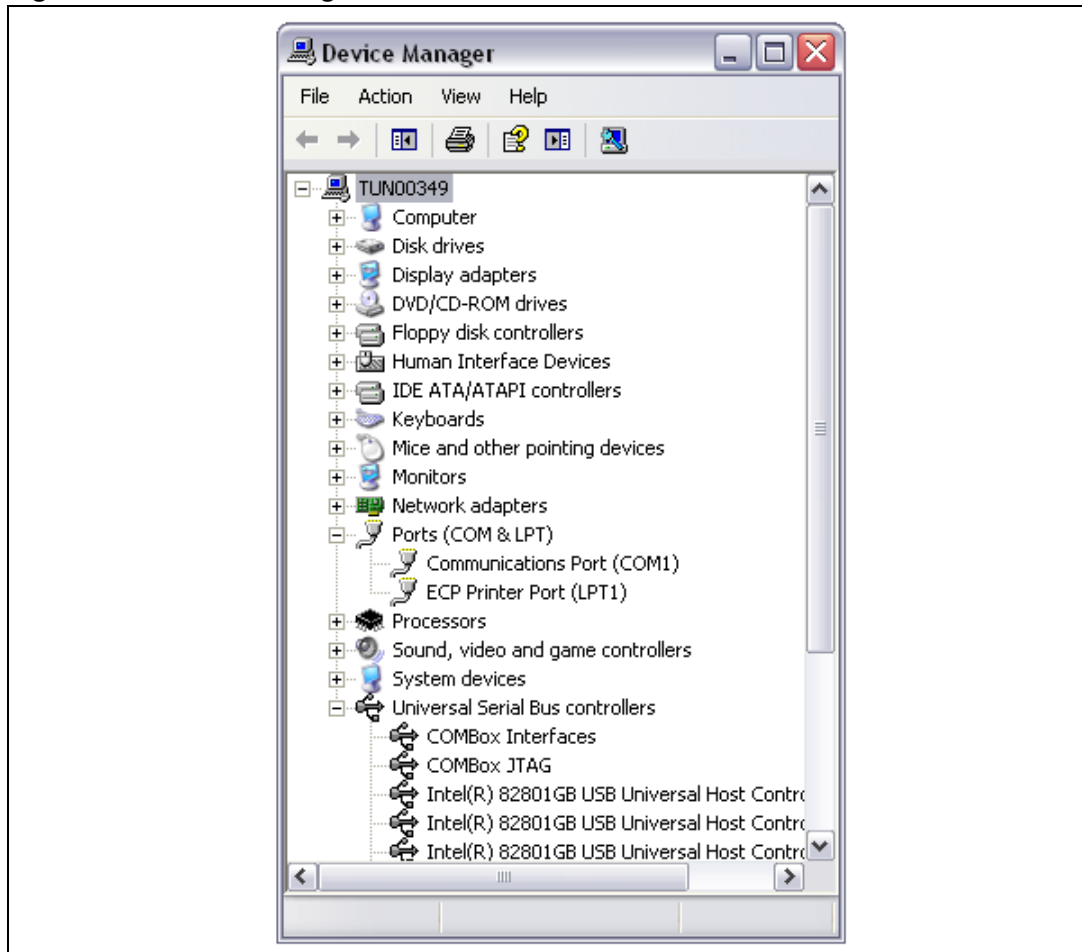 Device Manager
File Action View Help
TUN00349
Computer
Disk drives
Display adapters
DVD/CD-ROM drives
Floppy disk controllers
Human Interface Devices
IDE ATA/ATAPI controllers
Keyboards
Mice and other pointing devices
Monitors
Network adapters
Ports (COM & LPT)
Communications Port (COM1)
ECP Printer Port (LPT1)
Processors
Sound, video and game controllers
System devices
Universal Serial Bus controllers
COMBox Interfaces
COMBox JTAG
Intel(R) 82801GB USB Universal Host Contro
Intel(R) 82801GB USB Universal Host Contro
Intel(R) 82801GB USB Universal Host Contro